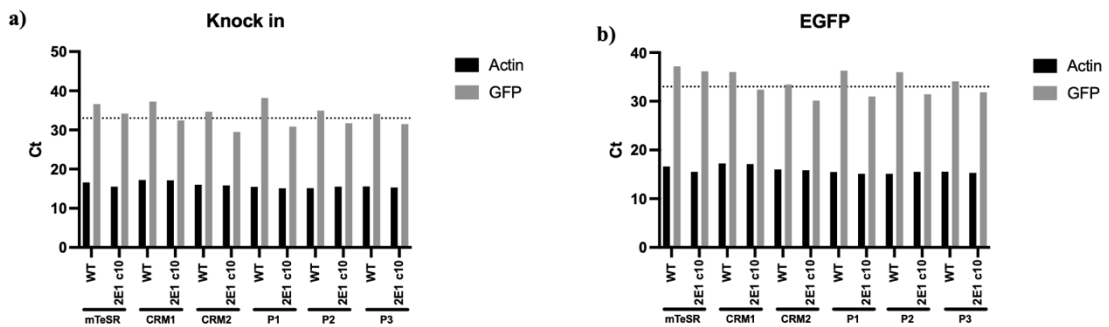 a)
Knock in
Ct
50
40
30
20
10
0
Actin
GFP
WT
2E1 c10
WT
2E1 c10
WT
2E1 c10
WT
2E1 c10
WT
2E1 c10
WT
2E1 c10
mTeSR CRM1 CRM2 P1 P2 P3
b)
EGFP
Ct
40
30
20
10
0
Actin
GFP
WT
2E1 c10
WT
2E1 c10
WT
2E1 c10
WT
2E1 c10
WT
2E1 c10
WT
2E1 c10
mTeSR CRM1 CRM2 P1 P2 P3